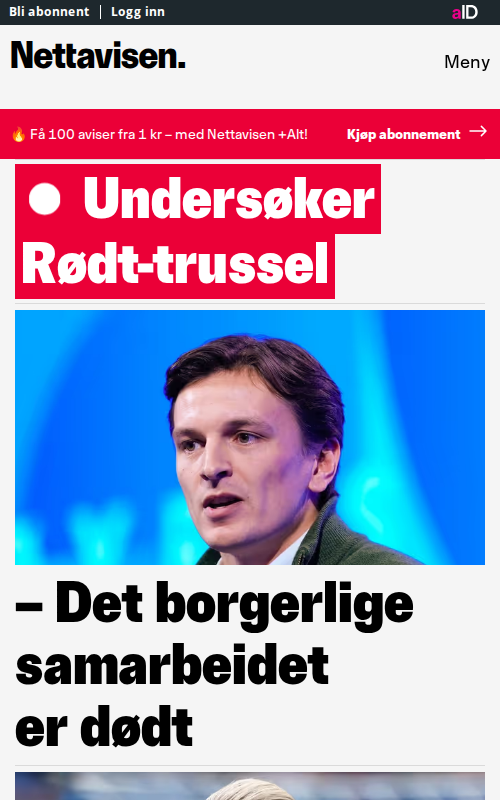 Bli abonnent | Logg inn
aID
Nettavisen.
Meny
🔥 Få 100 aviser fra 1 kr – med Nettavisen +Alt!
Kjøp abonnement →
Undersøker
Rødt-trussel
– Det borgerlige
samarbeidet
er dødt